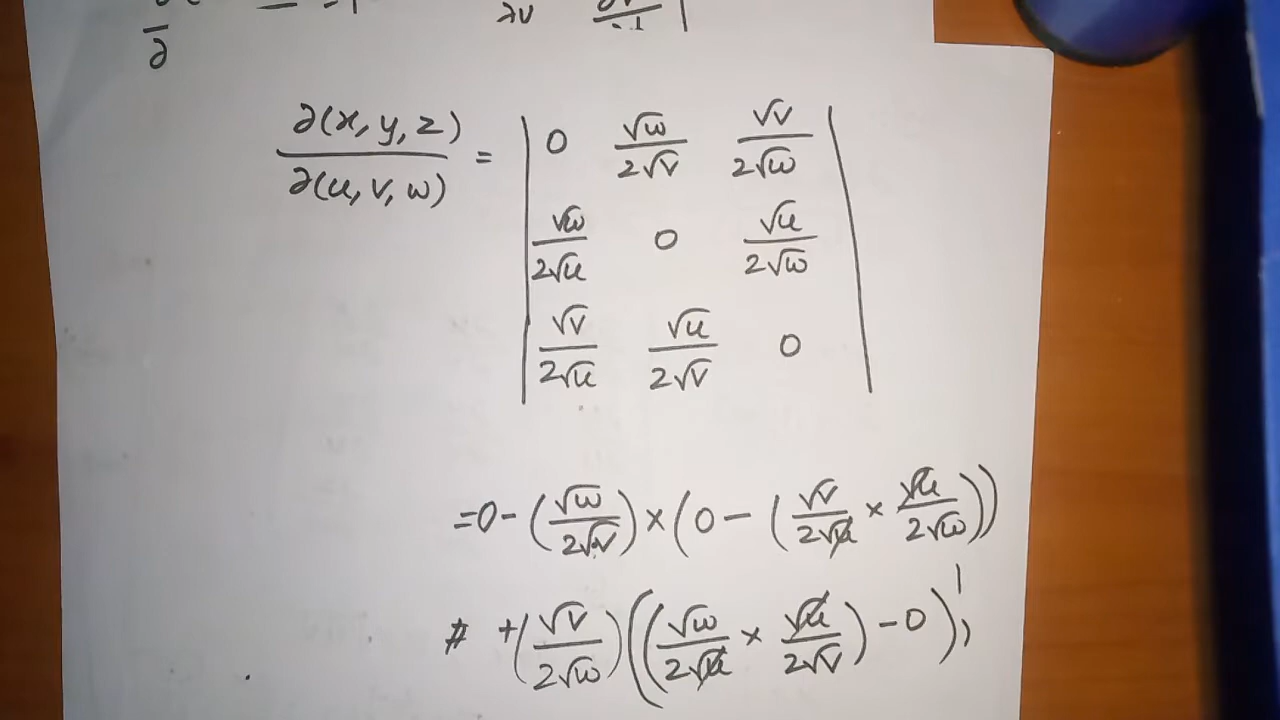 ∂(x, y, z) / ∂(u, v, w) = | 0 √w/2√v √v/2√w |
| √w/2√u 0 √u/2√w |
| √v/2√u √u/2√v 0 |
=0 - (√w/2√v) × (0 - (√v/2√u × √u/2√w))
+ (√v/2√w) ((√w/2√u × √u/2√v) - 0)